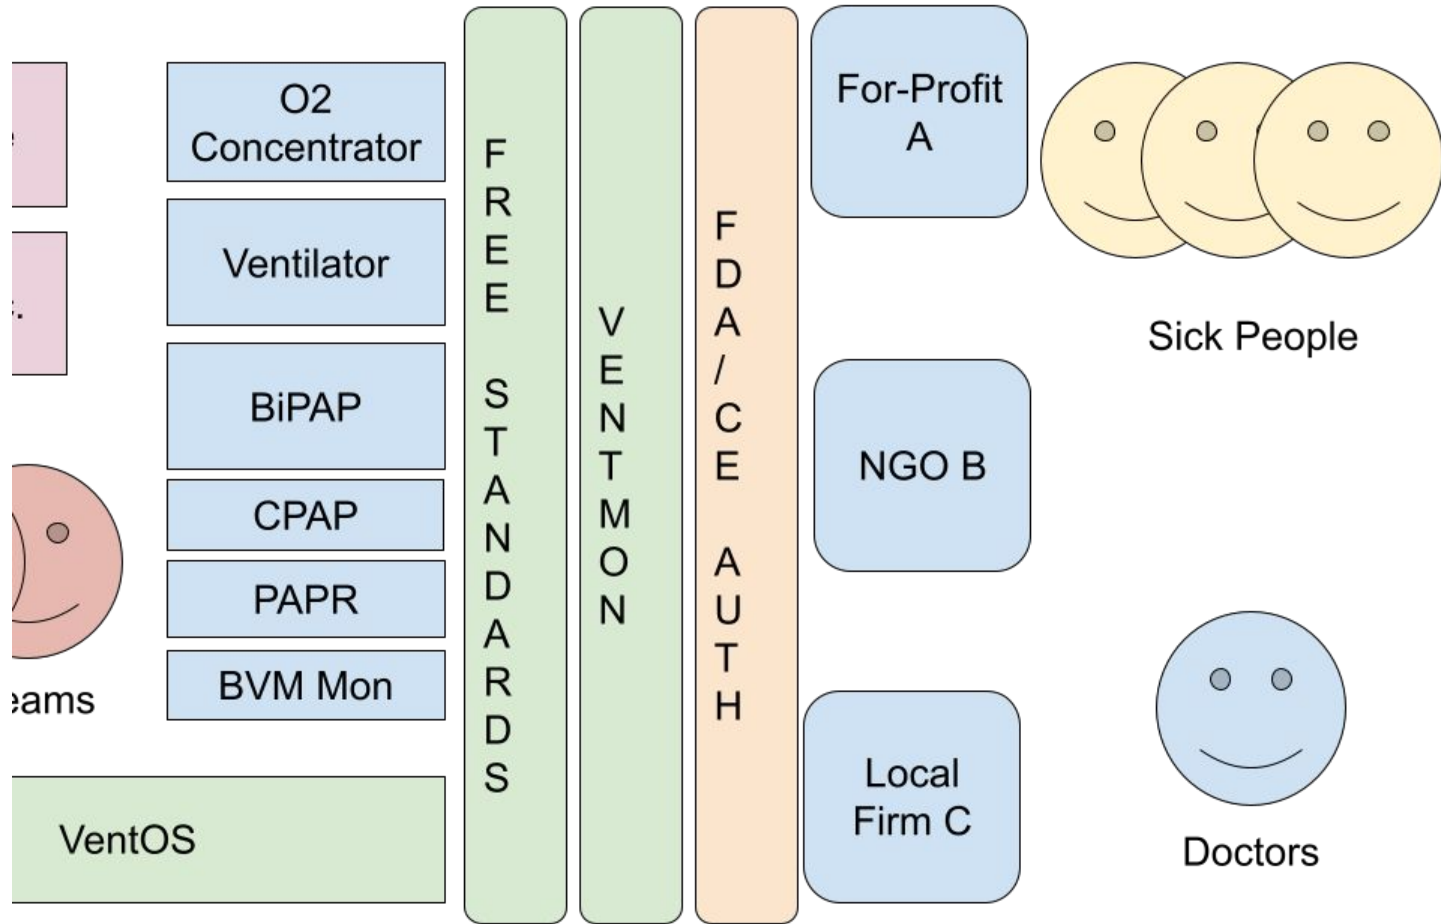 O2
Concentrator
Ventilator
BiPAP
CPAP
PAPR
BVM Mon
eams
VentOS
FREE STANDARDS
VENTMON
FDA/CE AUTH
For-Profit
A
NGO B
Local
Firm C
Sick People
Doctors